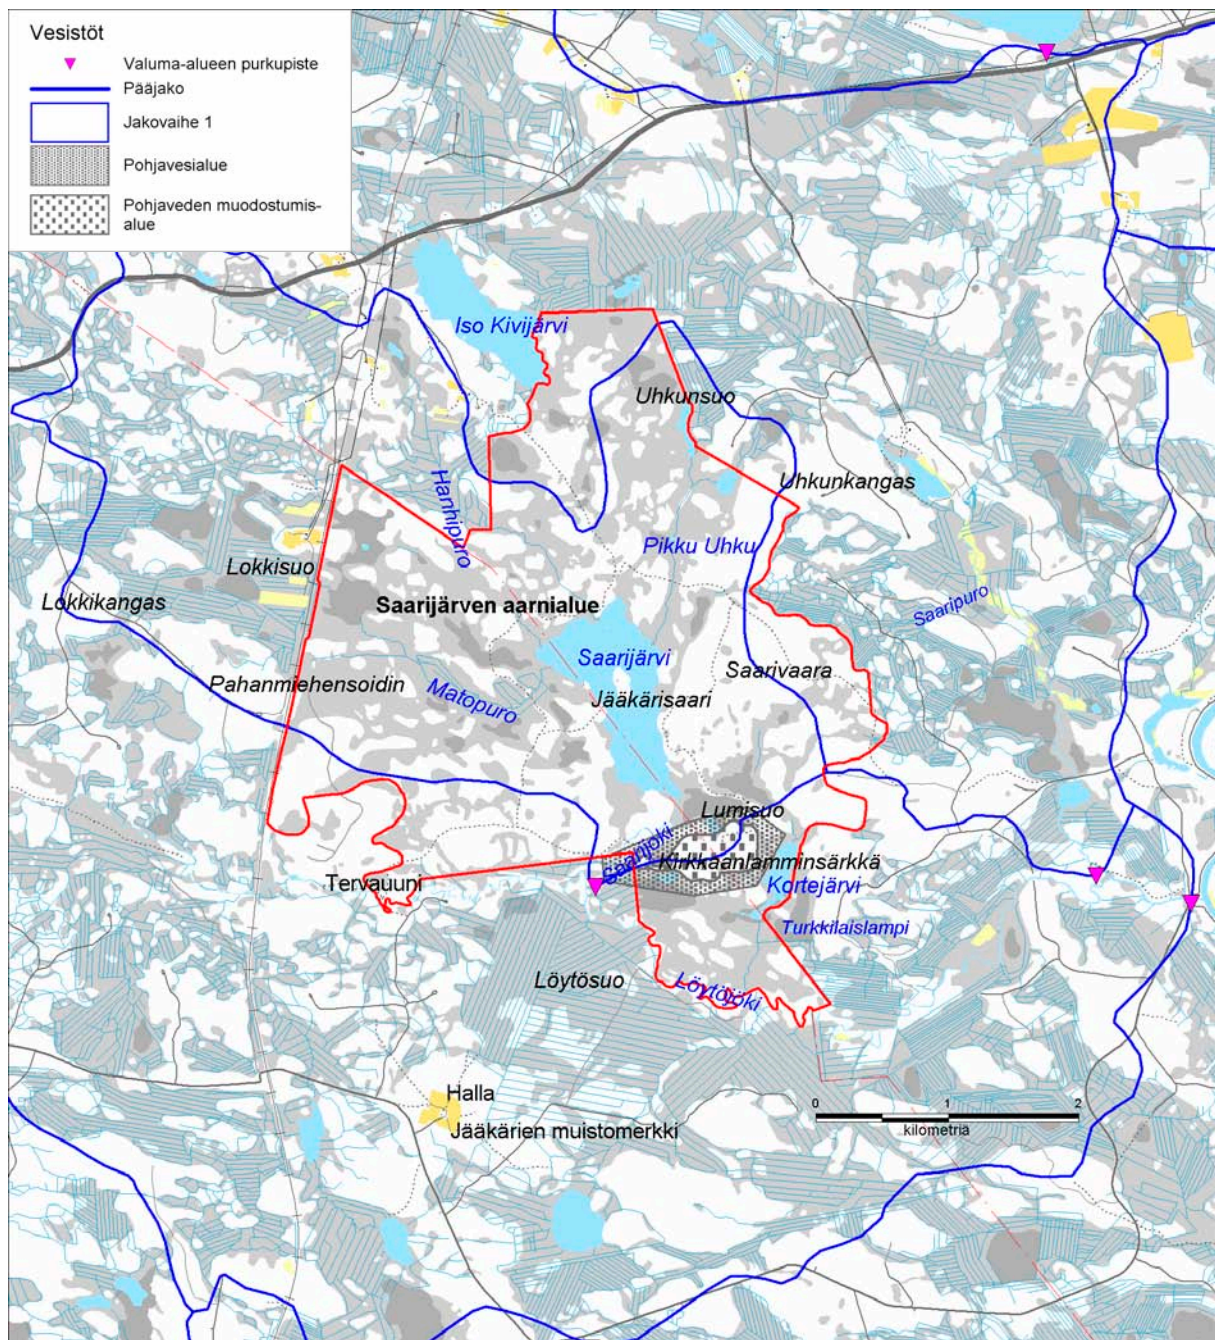 Vesistöt
Valuma-alueen purkupiste
Pääjako
Jakovaihe 1
Pohjavesialue
Pohjaveden muodostumis-
alue
Iso Kivijärvi
Uhkunsuo
Uhkunkangas
Hanhipuro
Pikku Uhku
Lokkisuo
Lokkikangas
Saarijärven aarnialue
Saaripuro
Saarijärvi
Saarivaara
Pahanmiehensoidin
Matopuro
Jääkärisaari
Lumisuo
Saarijoki
Kirkkaanlamminsärkkä
Tervauuni
Kortejärvi
Turkkilaislampi
Löytösuo
Löytöjoki
Halla
Jääkärien muistomerkki
0 1 2
kilometriä